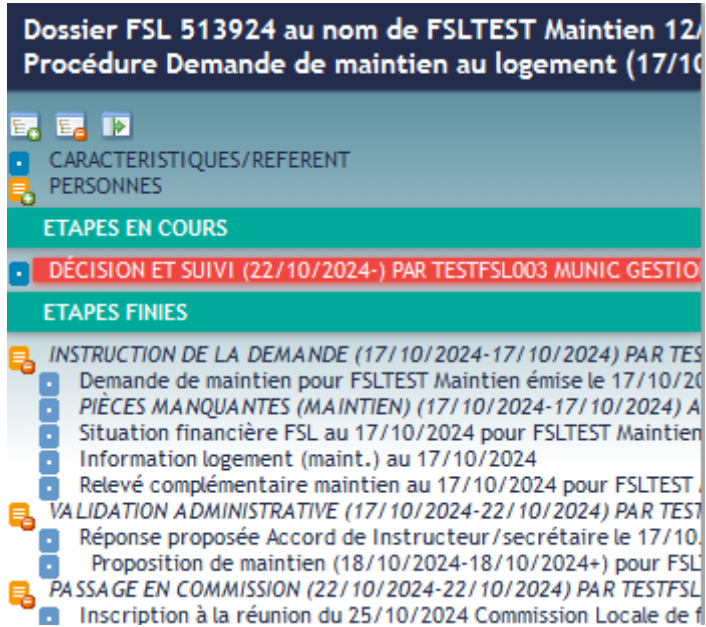 Dossier FSL 513924 au nom de FSLTEST Maintien 12/
Procédure Demande de maintien au logement (17/10
CARACTERISTIQUES/REFERENT
PERSONNES
ETAPES EN COURS
DÉCISION ET SUIVI (22/10/2024-) PAR TESTFSL003 MUNIC GESTIO
ETAPES FINIES
INSTRUCTION DE LA DEMANDE (17/10/2024-17/10/2024) PAR TES
Demande de maintien pour FSLTEST Maintien émise le 17/10/20
PIÈCES MANQUANTES (MAINTIEN) (17/10/2024-17/10/2024) A
Situation financière FSL au 17/10/2024 pour FSLTEST Maintien
Information logement (maint.) au 17/10/2024
Relevé complémentaire maintien au 17/10/2024 pour FSLTEST
VALIDATION ADMINISTRATIVE (17/10/2024-22/10/2024) PAR TEST
Réponse proposée Accord de Instructeur/secrétaire le 17/10
Proposition de maintien (18/10/2024-18/10/2024+) pour FSL
PASSAGE EN COMMISSION (22/10/2024-22/10/2024) PAR TESTFSL
Inscription à la réunion du 25/10/2024 Commission Locale de f